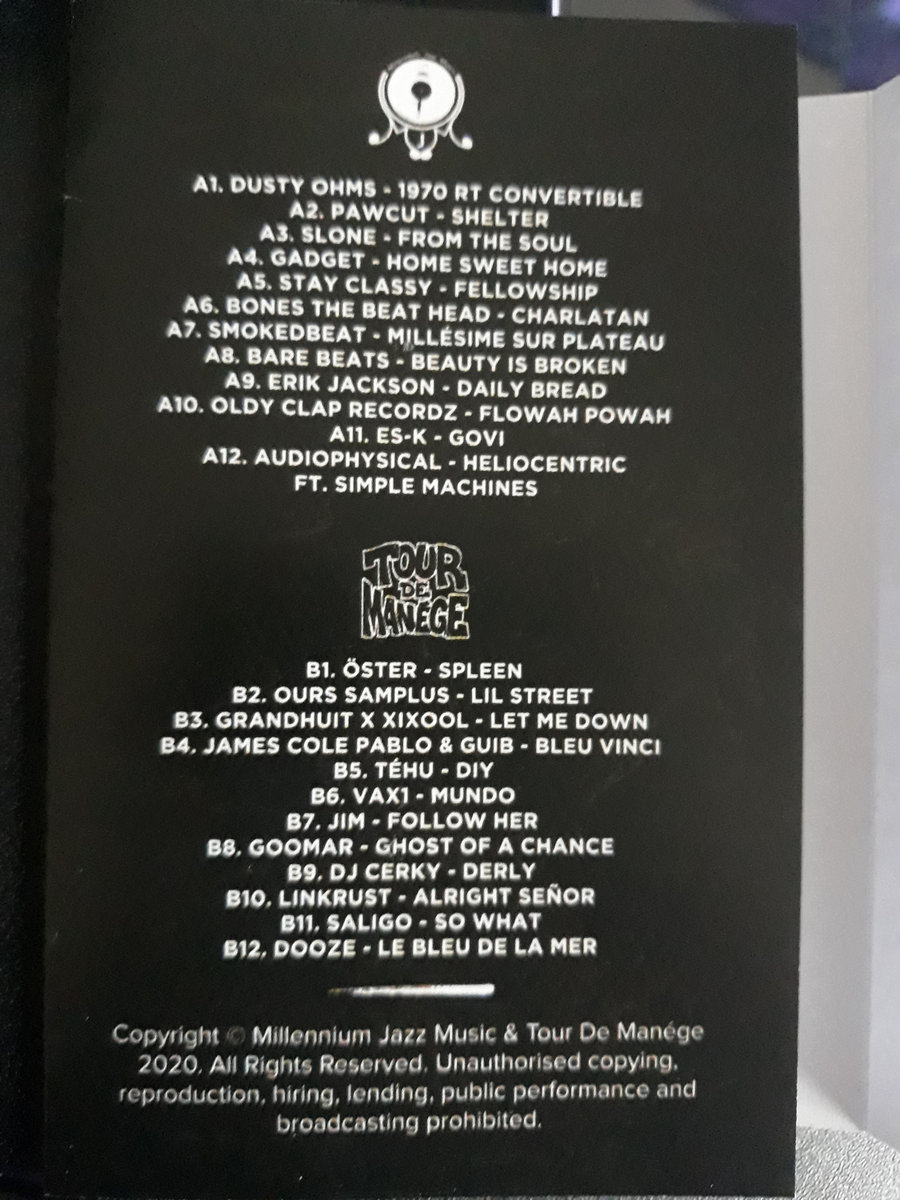 A1. DUSTY OHMS - 1970 RT CONVERTIBLE
A2. PAWCUT - SHELTER
A3. SLONE - FROM THE SOUL
A4. GADGET - HOME SWEET HOME
A5. STAY CLASSY - FELLOWSHIP
A6. BONES THE BEAT HEAD - CHARLATAN
A7. SMOKEDBEAT - MILLÉSIME SUR PLATEAU
A8. BARE BEATS - BEAUTY IS BROKEN
A9. ERIK JACKSON - DAILY BREAD
A10. OLDY CLAP RECORDZ - FLOWAH POWAH
A11. ES-K - GOVI
A12. AUDIOPHYSICAL - HELIOCENTRIC
FT. SIMPLE MACHINES
TOUR
DE
MANÉGE
B1. ÖSTER - SPLEEN
B2. OURS SAMPLUS - LIL STREET
B3. GRANDHUIT X XIXOOL - LET ME DOWN
B4. JAMES COLE PABLO & GUIB - BLEU VINCI
B5. TÉHU - DIY
B6. VAX1 - MUNDO
B7. JIM - FOLLOW HER
B8. GOOMAR - GHOST OF A CHANCE
B9. DJ CERKY - DERLY
B10. LINKRUST - ALRIGHT SEÑOR
B11. SALIGO - SO WHAT
B12. DOOZE - LE BLEU DE LA MER
Copyright © Millennium Jazz Music & Tour De Manége
2020. All Rights Reserved. Unauthorised copying,
reproduction, hiring, lending, public performance and
broadcasting prohibited.